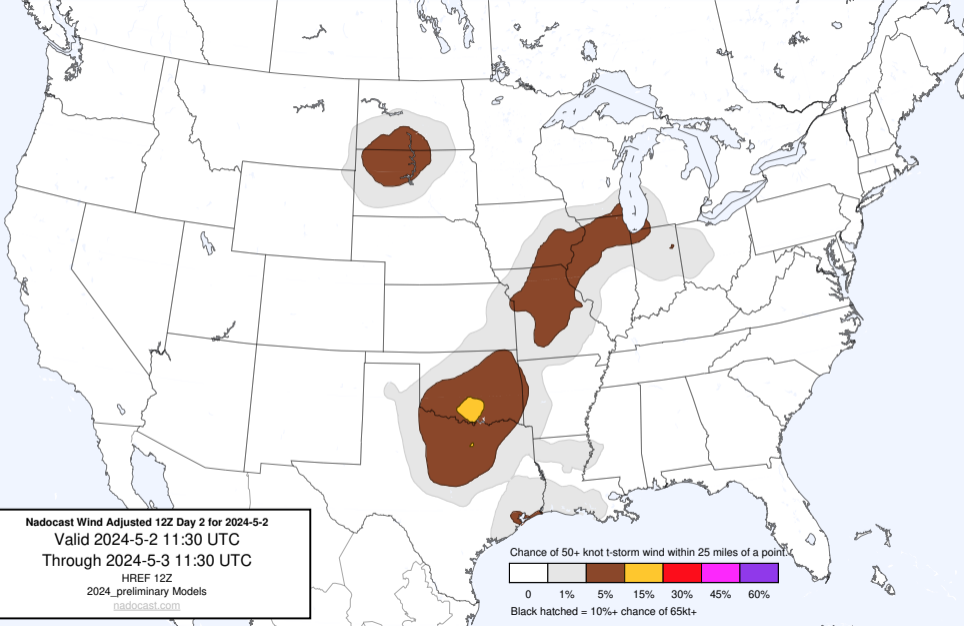 Nadocast Wind Adjusted 12Z Day 2 for 2024-5-2
Valid 2024-5-2 11:30 UTC
Through 2024-5-3 11:30 UTC
HREF 12Z
2024_preliminary Models
nadocast.com
Chance of 50+ knot t-storm wind within 25 miles of a point.
0 1% 5% 15% 30% 45% 60%
Black hatched = 10%+ chance of 65kt+